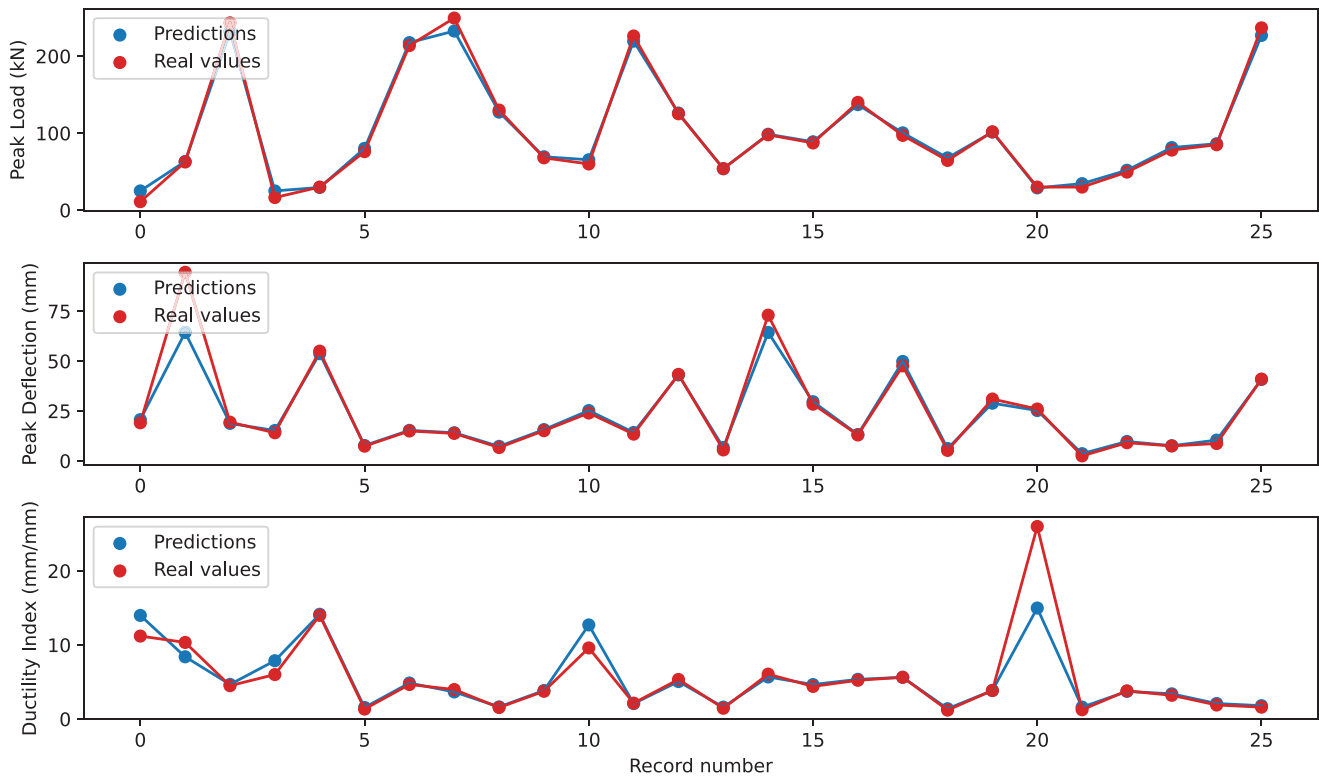 Peak Load (kN)
200
100
0
Predictions
Real values
0 5 10 15 20 25
Peak Deflection (mm)
75
50
25
0
Predictions
Real values
0 5 10 15 20 25
Ductility Index (mm/mm)
20
10
0
Predictions
Real values
0 5 10 15 20 25
Record number